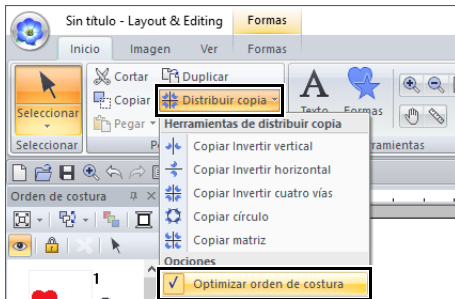 Sin título - Layout & Editing
Formas
Inicio
Imagen
Ver
Formas
Seleccionar
Seleccionar
Cortar
Duplicar
Copiar
Distribuir copia
Pegar
A
Texto
Formas
Herramientas de distribuir copia
Copiar Invertir vertical
Copiar Invertir horizontal
Copiar Invertir cuatro vías
Copiar círculo
Copiar matriz
Opciones
Optimizar orden de costura
Orden de costura
1